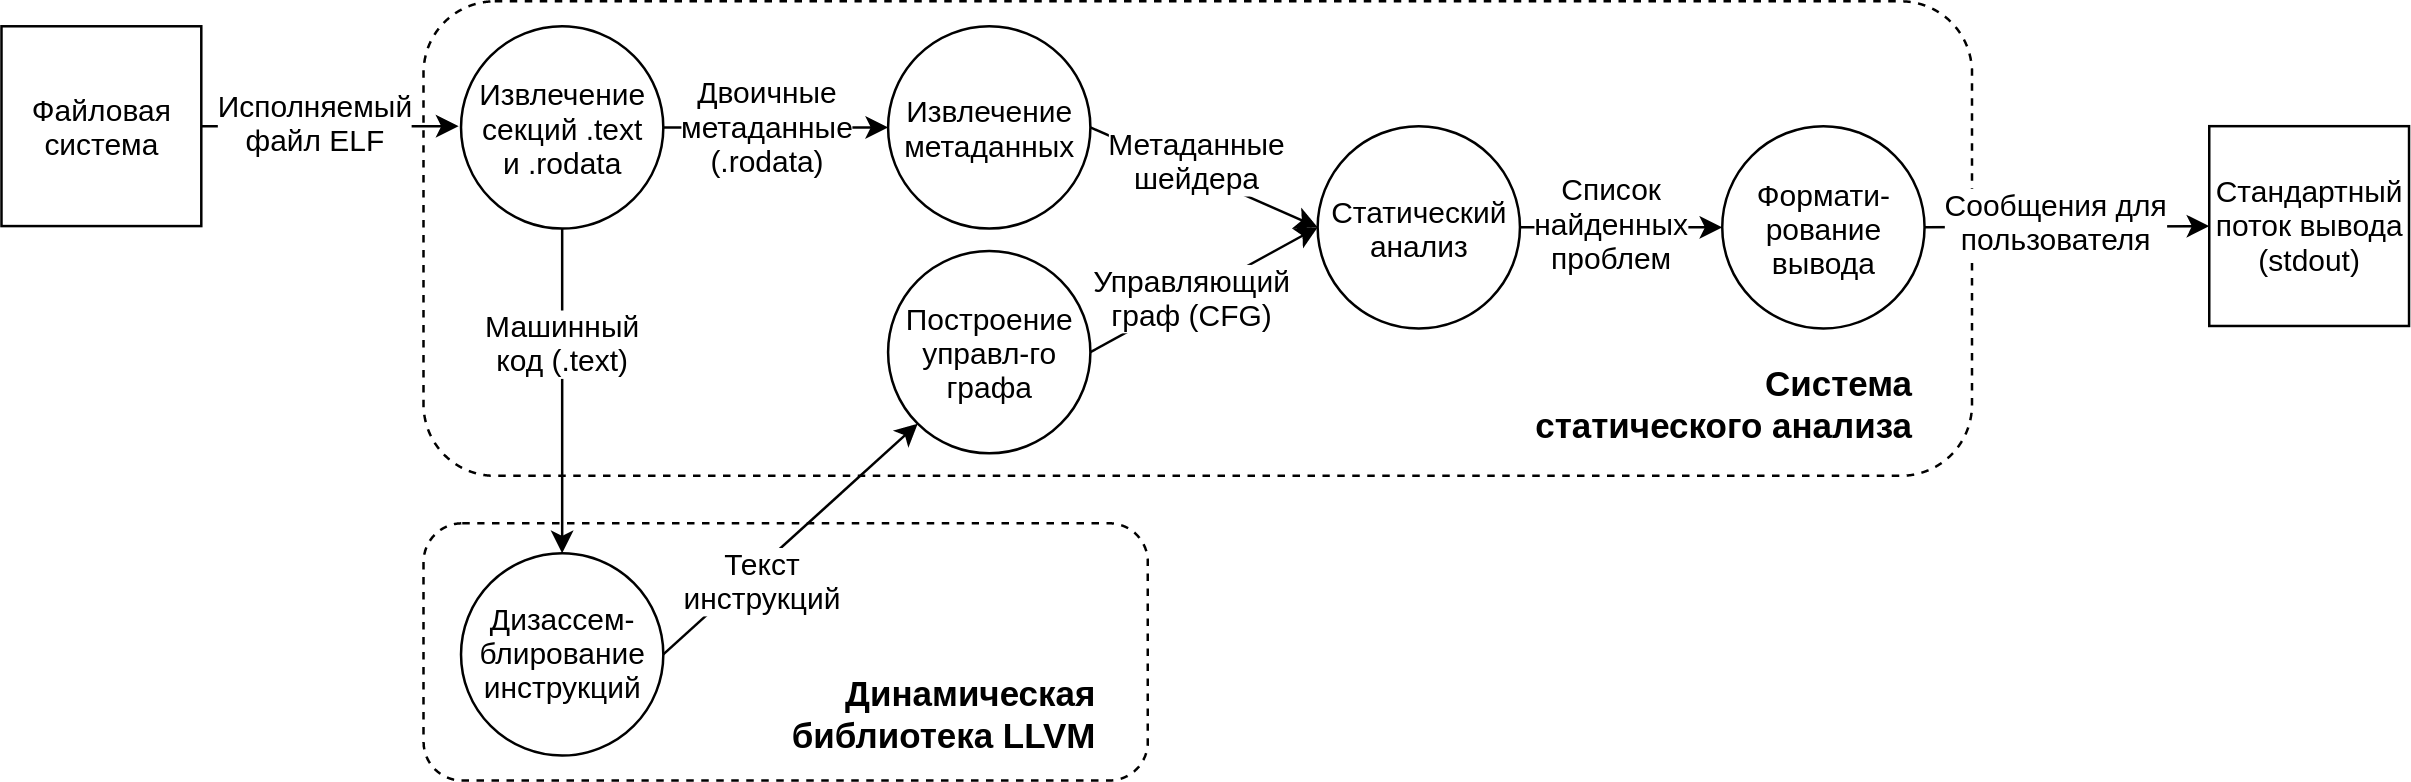 Файловая
система
Исполняемый
файл ELF
Извлечение
секций .text
и .rodata
Двоичные
метаданные
(.rodata)
Извлечение
метаданных
Метаданные
шейдера
Статический
анализ
Список
найденных
проблем
Формати-
рование
вывода
Сообщения для
пользователя
Стандартный
поток вывода
(stdout)
Машинный
код (.text)
Построение
управл-го
графа
Управляющий
граф (CFG)
Система
статического анализа
Текст
инструкций
Дизассем-
блирование
инструкций
Динамическая
библиотека LLVM